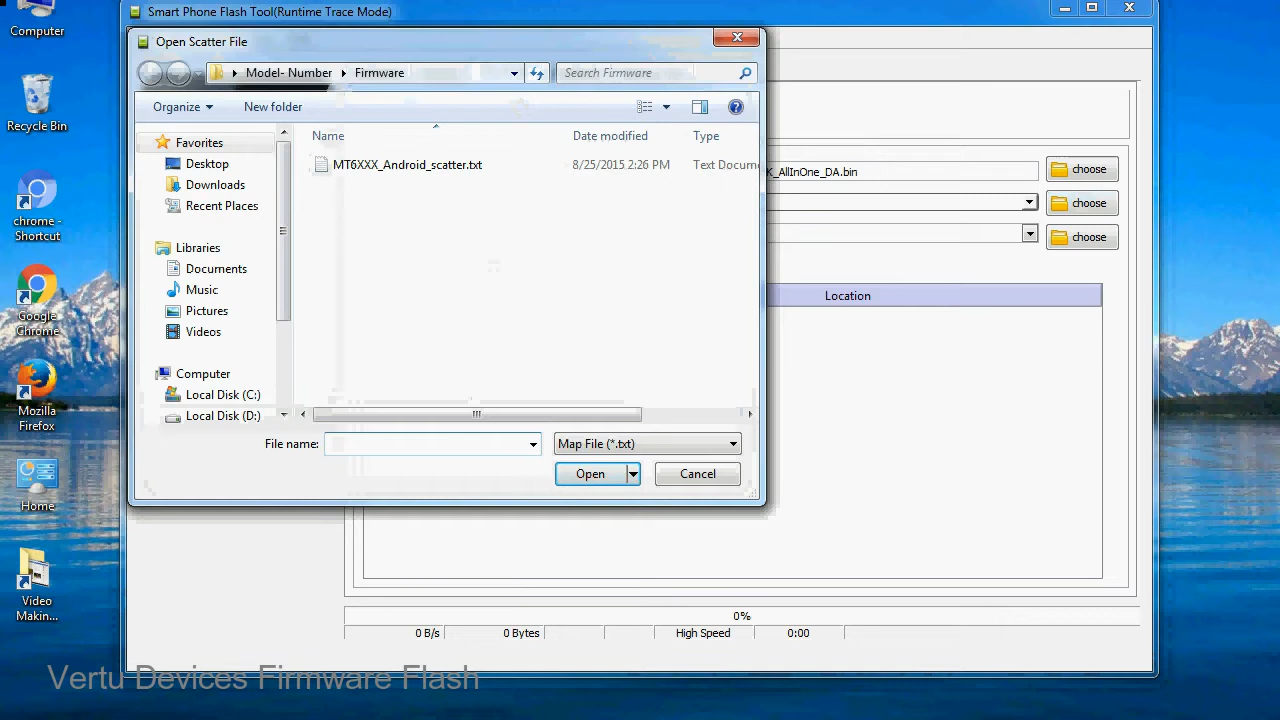 Computer
Recycle Bin
chrome -
Shortcut
Google
Chrome
Mozilla
Firefox
Home
Video
Makin...
Smart Phone Flash Tool(Runtime Trace Mode)
Open Scatter File
Model- Number
Firmware
Search Firmware
Organize
New folder
Favorites
Desktop
Downloads
Recent Places
Libraries
Documents
Music
Pictures
Videos
Computer
Local Disk (C:)
Local Disk (D:)
Name
Date modified
Type
MT6XXX_Android_scatter.txt
8/25/2015 2:26 PM
Text Docum
File name:
Map File (*.txt)
Open
Cancel
K_AllInOne_DA.bin
choose
choose
choose
Location
0%
0 B/s
0 Bytes
High Speed
0:00
Vertu Devices Firmware Flash